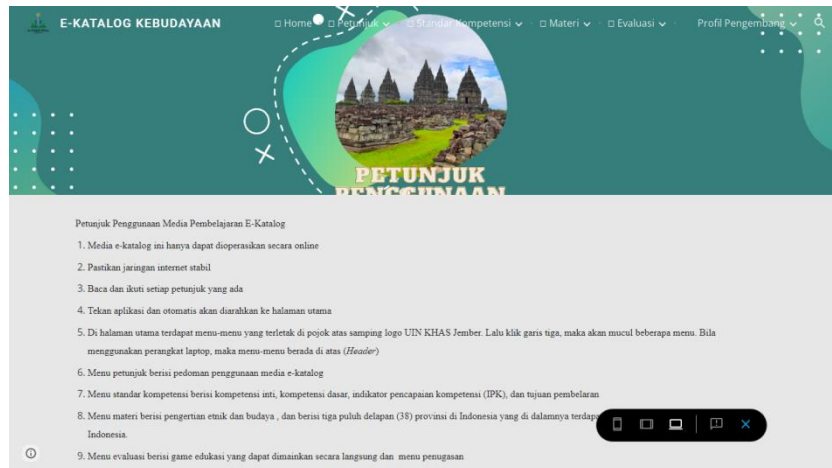 E-KATALOG KEBUDAYAAN
Home Petunjuk Standar Kompetensi Materi Evaluasi Profil Pengembang
PETUNJUK
PENGGUNAAN
Petunjuk Penggunaan Media Pembelajaran E-Katalog
1. Media e-katalog ini hanya dapat dioperasikan secara online
2. Pastikan jaringan internet stabil
3. Baca dan ikuti setiap petunjuk yang ada
4. Tekan aplikasi dan otomatis akan diarahkan ke halaman utama
5. Di halaman utama terdapat menu-menu yang terletak di pojok atas samping logo UIN KHAS Jember. Lalu klik garis tiga, maka akan mucul beberapa menu. Bila
menggunakan perangkat laptop, maka menu-menu berada di atas (Header)
6. Menu petunjuk berisi pedoman penggunaan media e-katalog
7. Menu standar kompetensi berisi kompetensi inti, kompetensi dasar, indikator pencapaian kompetensi (IPK), dan tujuan pembelaran
8. Menu materi berisi pengertian etnik dan budaya , dan berisi tiga puluh delapan (38) provinsi di Indonesia yang di dalamnya terdapa
Indonesia.
9. Menu evaluasi berisi game edukasi yang dapat dimainkan secara langsung dan menu penugasan